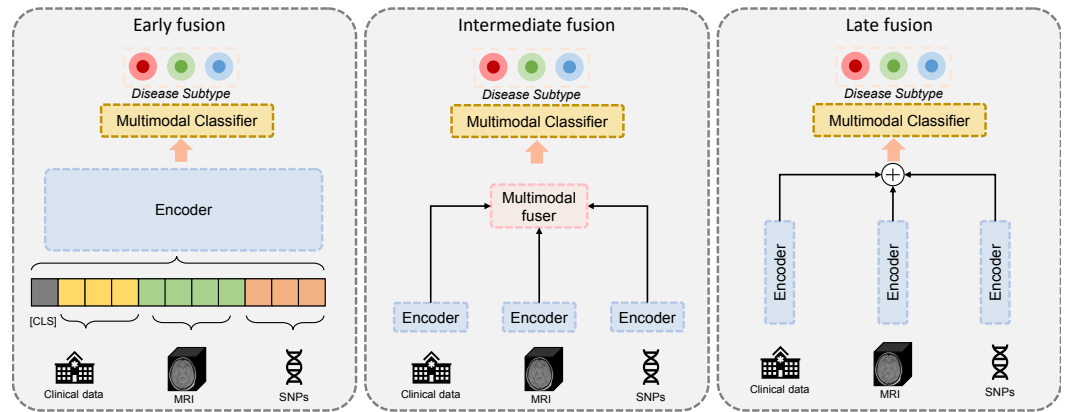 Early fusion
Disease Subtype
Multimodal Classifier
Encoder
[CLS]
Clinical data
MRI
SNPs
Intermediate fusion
Disease Subtype
Multimodal Classifier
Multimodal
fuser
Encoder
Encoder
Encoder
Clinical data
MRI
SNPs
Late fusion
Disease Subtype
Multimodal Classifier
Encoder
Encoder
Encoder
Clinical data
MRI
SNPs